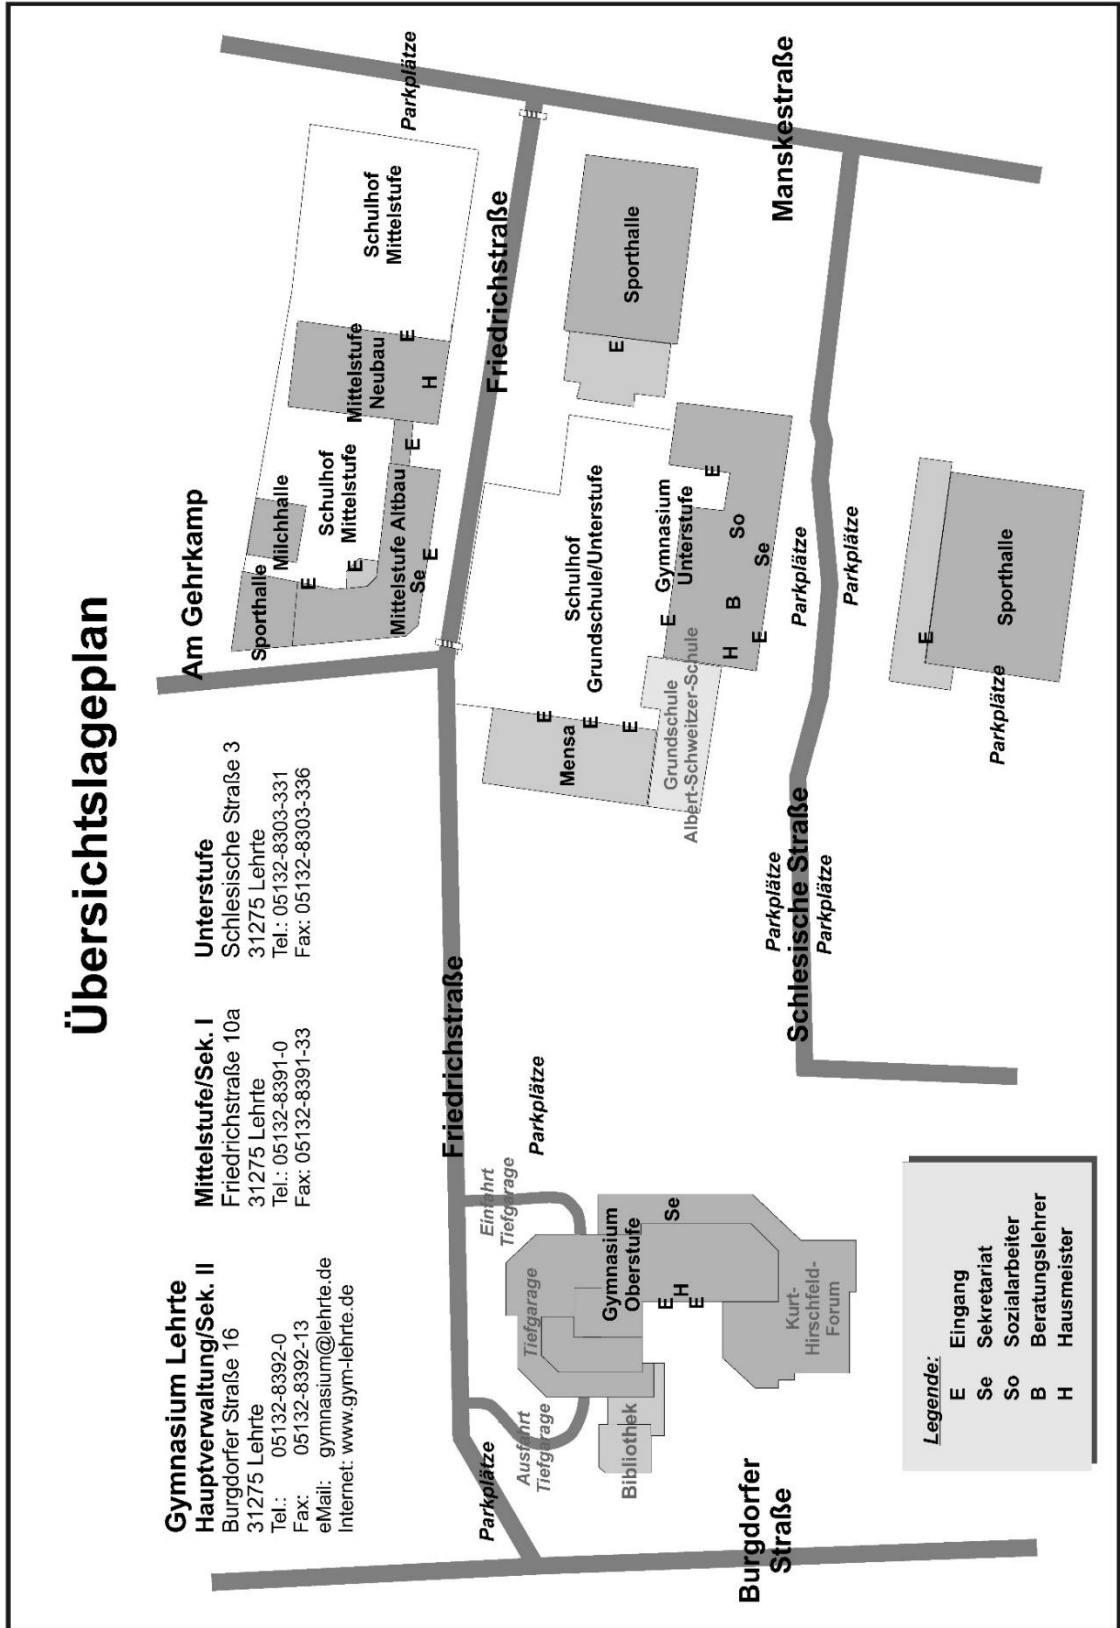 Übersichtslageplan
Gymnasium Lehrte
Hauptverwaltung/Sek. II
Burgdorfer Straße 16
31275 Lehrte
Tel.: 05132-8392-0
Fax: 05132-8392-13
eMail: gymnasium@lehrte.de
Internet: www.gym-lehrte.de
Mittelstufe/Sek. I
Friedrichstraße 10a
31275 Lehrte
Tel.: 05132-8391-0
Fax: 05132-8391-33
Unterstufe
Schlesische Straße 3
31275 Lehrte
Tel.: 05132-8303-331
Fax: 05132-8303-336
Am Gehrkamp
Sporthalle
Milchhalle
E
E
Schulhof
Mittelstufe
Mittelstufe Altbau
Se
E
E
Mittelstufe
Neubau
H
E
Schulhof
Mittelstufe
Parkplätze
Parkplätze
Friedrichstraße
Friedrichstraße
Ausfahrt
Tiefgarage
Tiefgarage
Einfahrt
Tiefgarage
Parkplätze
Bibliothek
Gymnasium
Oberstufe
E
H
E
Se
Kurt-
Hirschfeld-
Forum
Mensa
E
E
E
Grundschule
Albert-Schweitzer-Schule
Schulhof
Grundschule/Unterstufe
Gymnasium
Unterstufe
E
E
H
B
So
E
Se
E
Sporthalle
Manskestraße
Parkplätze
Parkplätze
Schlesische Straße
Parkplätze
Parkplätze
E
Sporthalle
Parkplätze
Burgdorfer
Straße
Legende:
E Eingang
Se Sekretariat
So Sozialarbeiter
B Beratungslehrer
H Hausmeister